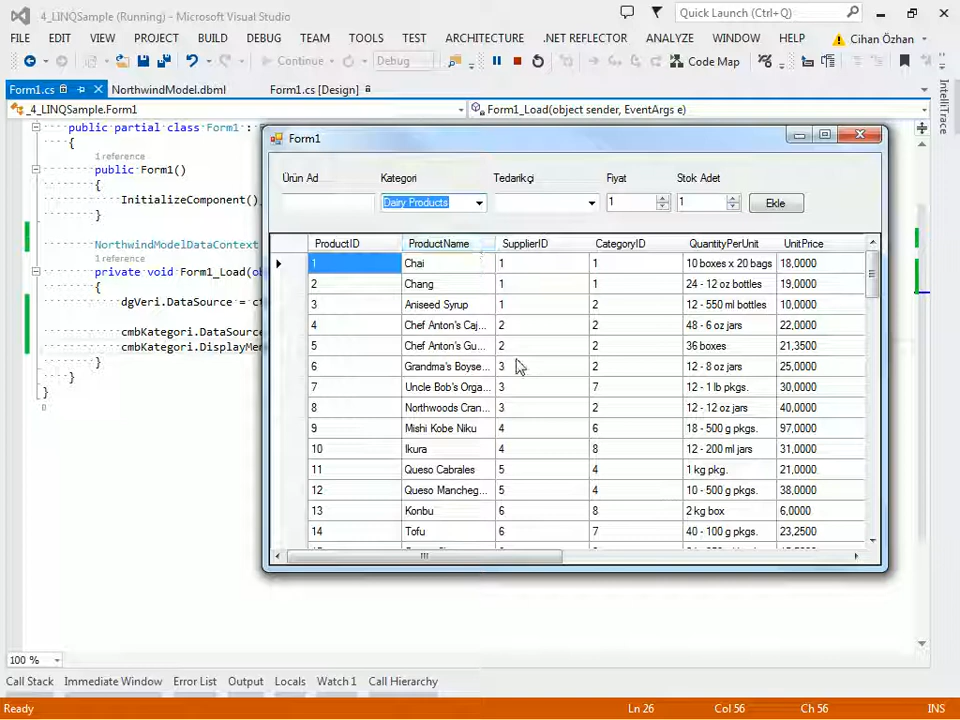 4_LINQSample (Running) - Microsoft Visual Studio
Quick Launch (Ctrl+Q)
FILE EDIT VIEW PROJECT BUILD DEBUG TEAM TOOLS TEST ARCHITECTURE .NET REFLECTOR ANALYZE WINDOW HELP Cihan Özhan
Continue Debug Code Map
Form1.cs NorthwindModel.dbml Form1.cs [Design]
_4_LINQSample.Form1 Form1_Load(object sender, EventArgs e)
IntelliTrace
public partial class Form1 :
{
1 reference
public Form1()
{
InitializeComponent()
}
NorthwindModelDataContext
1 reference
private void Form1_Load(
{
dgVeri.DataSource =
cmbKategori.DataSource
cmbKategori.
}
}
}
0
Form1
Ürün Ad Kategori Tedarikçi Fiyat Stok Adet
Dairy Products 1 1 Ekle
ProductID ProductName SupplierID CategoryID QuantityPerUnit UnitPrice
1 Chai 1 1 10 boxes x 20 bags 18,0000
2 Chang 1 1 24 - 12 oz bottles 19,0000
3 Aniseed Syrup 1 2 12 - 550 ml bottles 10,0000
4 Chef Anton's Caj... 2 2 48 - 6 oz jars 22,0000
5 Chef Anton's Gu... 2 2 36 boxes 21,3500
6 Grandma's Boyse... 3 2 12 - 8 oz jars 25,0000
7 Uncle Bob's Orga... 3 7 12 - 1 lb pkgs. 30,0000
8 Northwoods Cran... 3 2 12 - 12 oz jars 40,0000
9 Mishi Kobe Niku 4 6 18 - 500 g pkgs. 97,0000
10 Ikura 4 8 12 - 200 ml jars 31,0000
11 Queso Cabrales 5 4 1 kg pkg. 21,0000
12 Queso Mancheg... 5 4 10 - 500 g pkgs. 38,0000
13 Konbu 6 8 2 kg box 6,0000
14 Tofu 6 7 40 - 100 g pkgs. 23,2500
100 %
Call Stack Immediate Window Error List Output Locals Watch 1 Call Hierarchy
Ready Ln 26 Col 56 Ch 56 INS